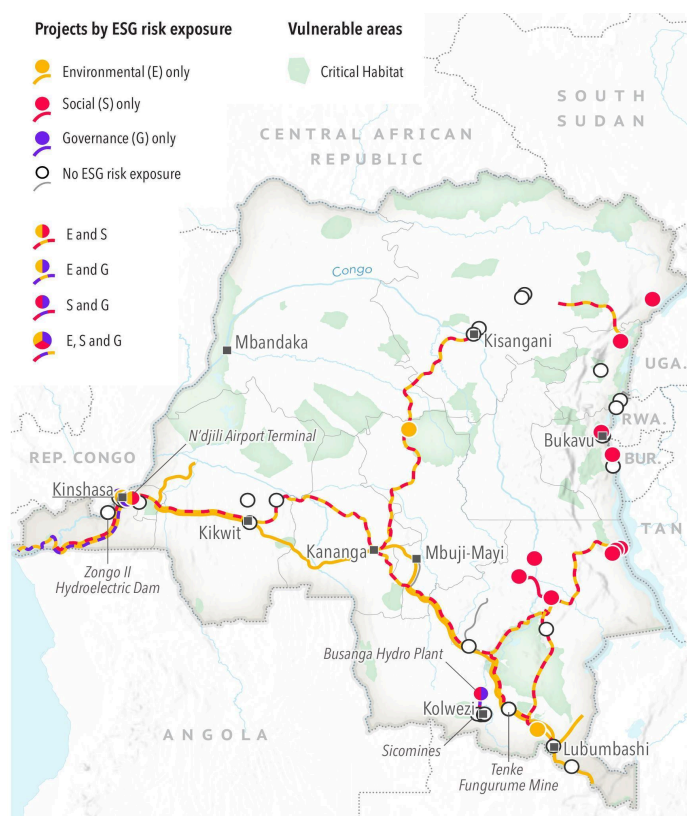 Projects by ESG risk exposure
Environmental (E) only
Social (S) only
Governance (G) only
No ESG risk exposure
E and S
E and G
S and G
E, S and G
Vulnerable areas
Critical Habitat
SOUTH
SUDAN
CENTRAL AFRICAN
REPUBLIC
Congo
Mbandaka
Kisangani
UGA.
RWA.
Bukavu
BUR.
N'djili Airport Terminal
REP. CONGO
Kinshasa
TAN
Kikwit
Kananga
Mbuji-Mayi
Zongo II
Hydroelectric Dam
Busanga Hydro Plant
Kolwezi
ANGOLA
Sicomines
Lubumbashi
Tenke
Fungurume Mine